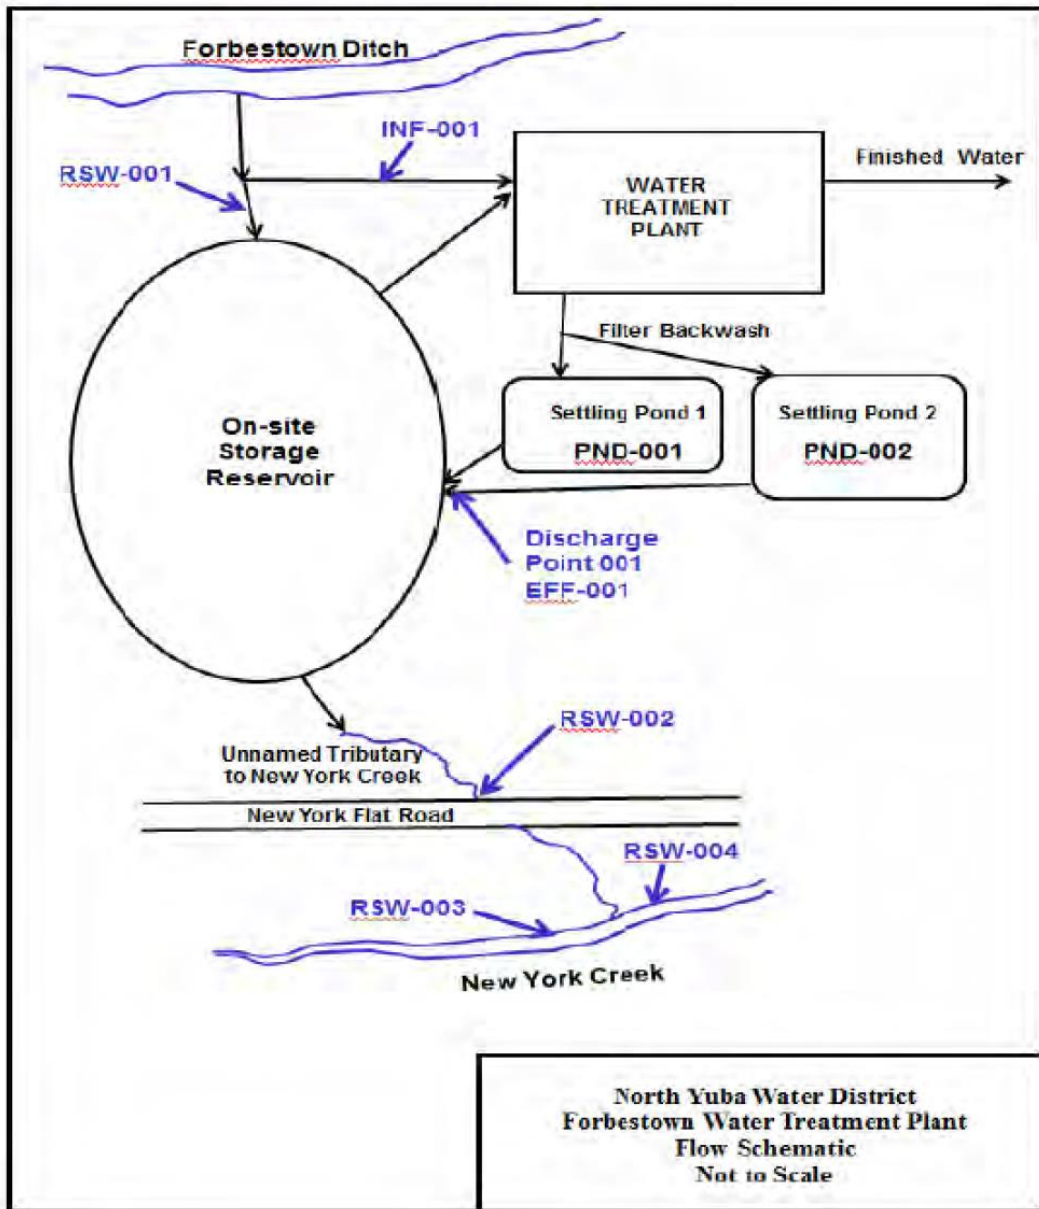 Forbestown Ditch
INF-001
Finished Water
RSW-001
WATER
TREATMENT
PLANT
Filter Backwash
Settling Pond 1
PND-001
Settling Pond 2
PND-002
On-site
Storage
Reservoir
Discharge
Point 001
EFF-001
RSW-002
Unnamed Tributary
to New York Creek
New York Flat Road
RSW-004
RSW-003
New York Creek
North Yuba Water District
Forbestown Water Treatment Plant
Flow Schematic
Not to Scale